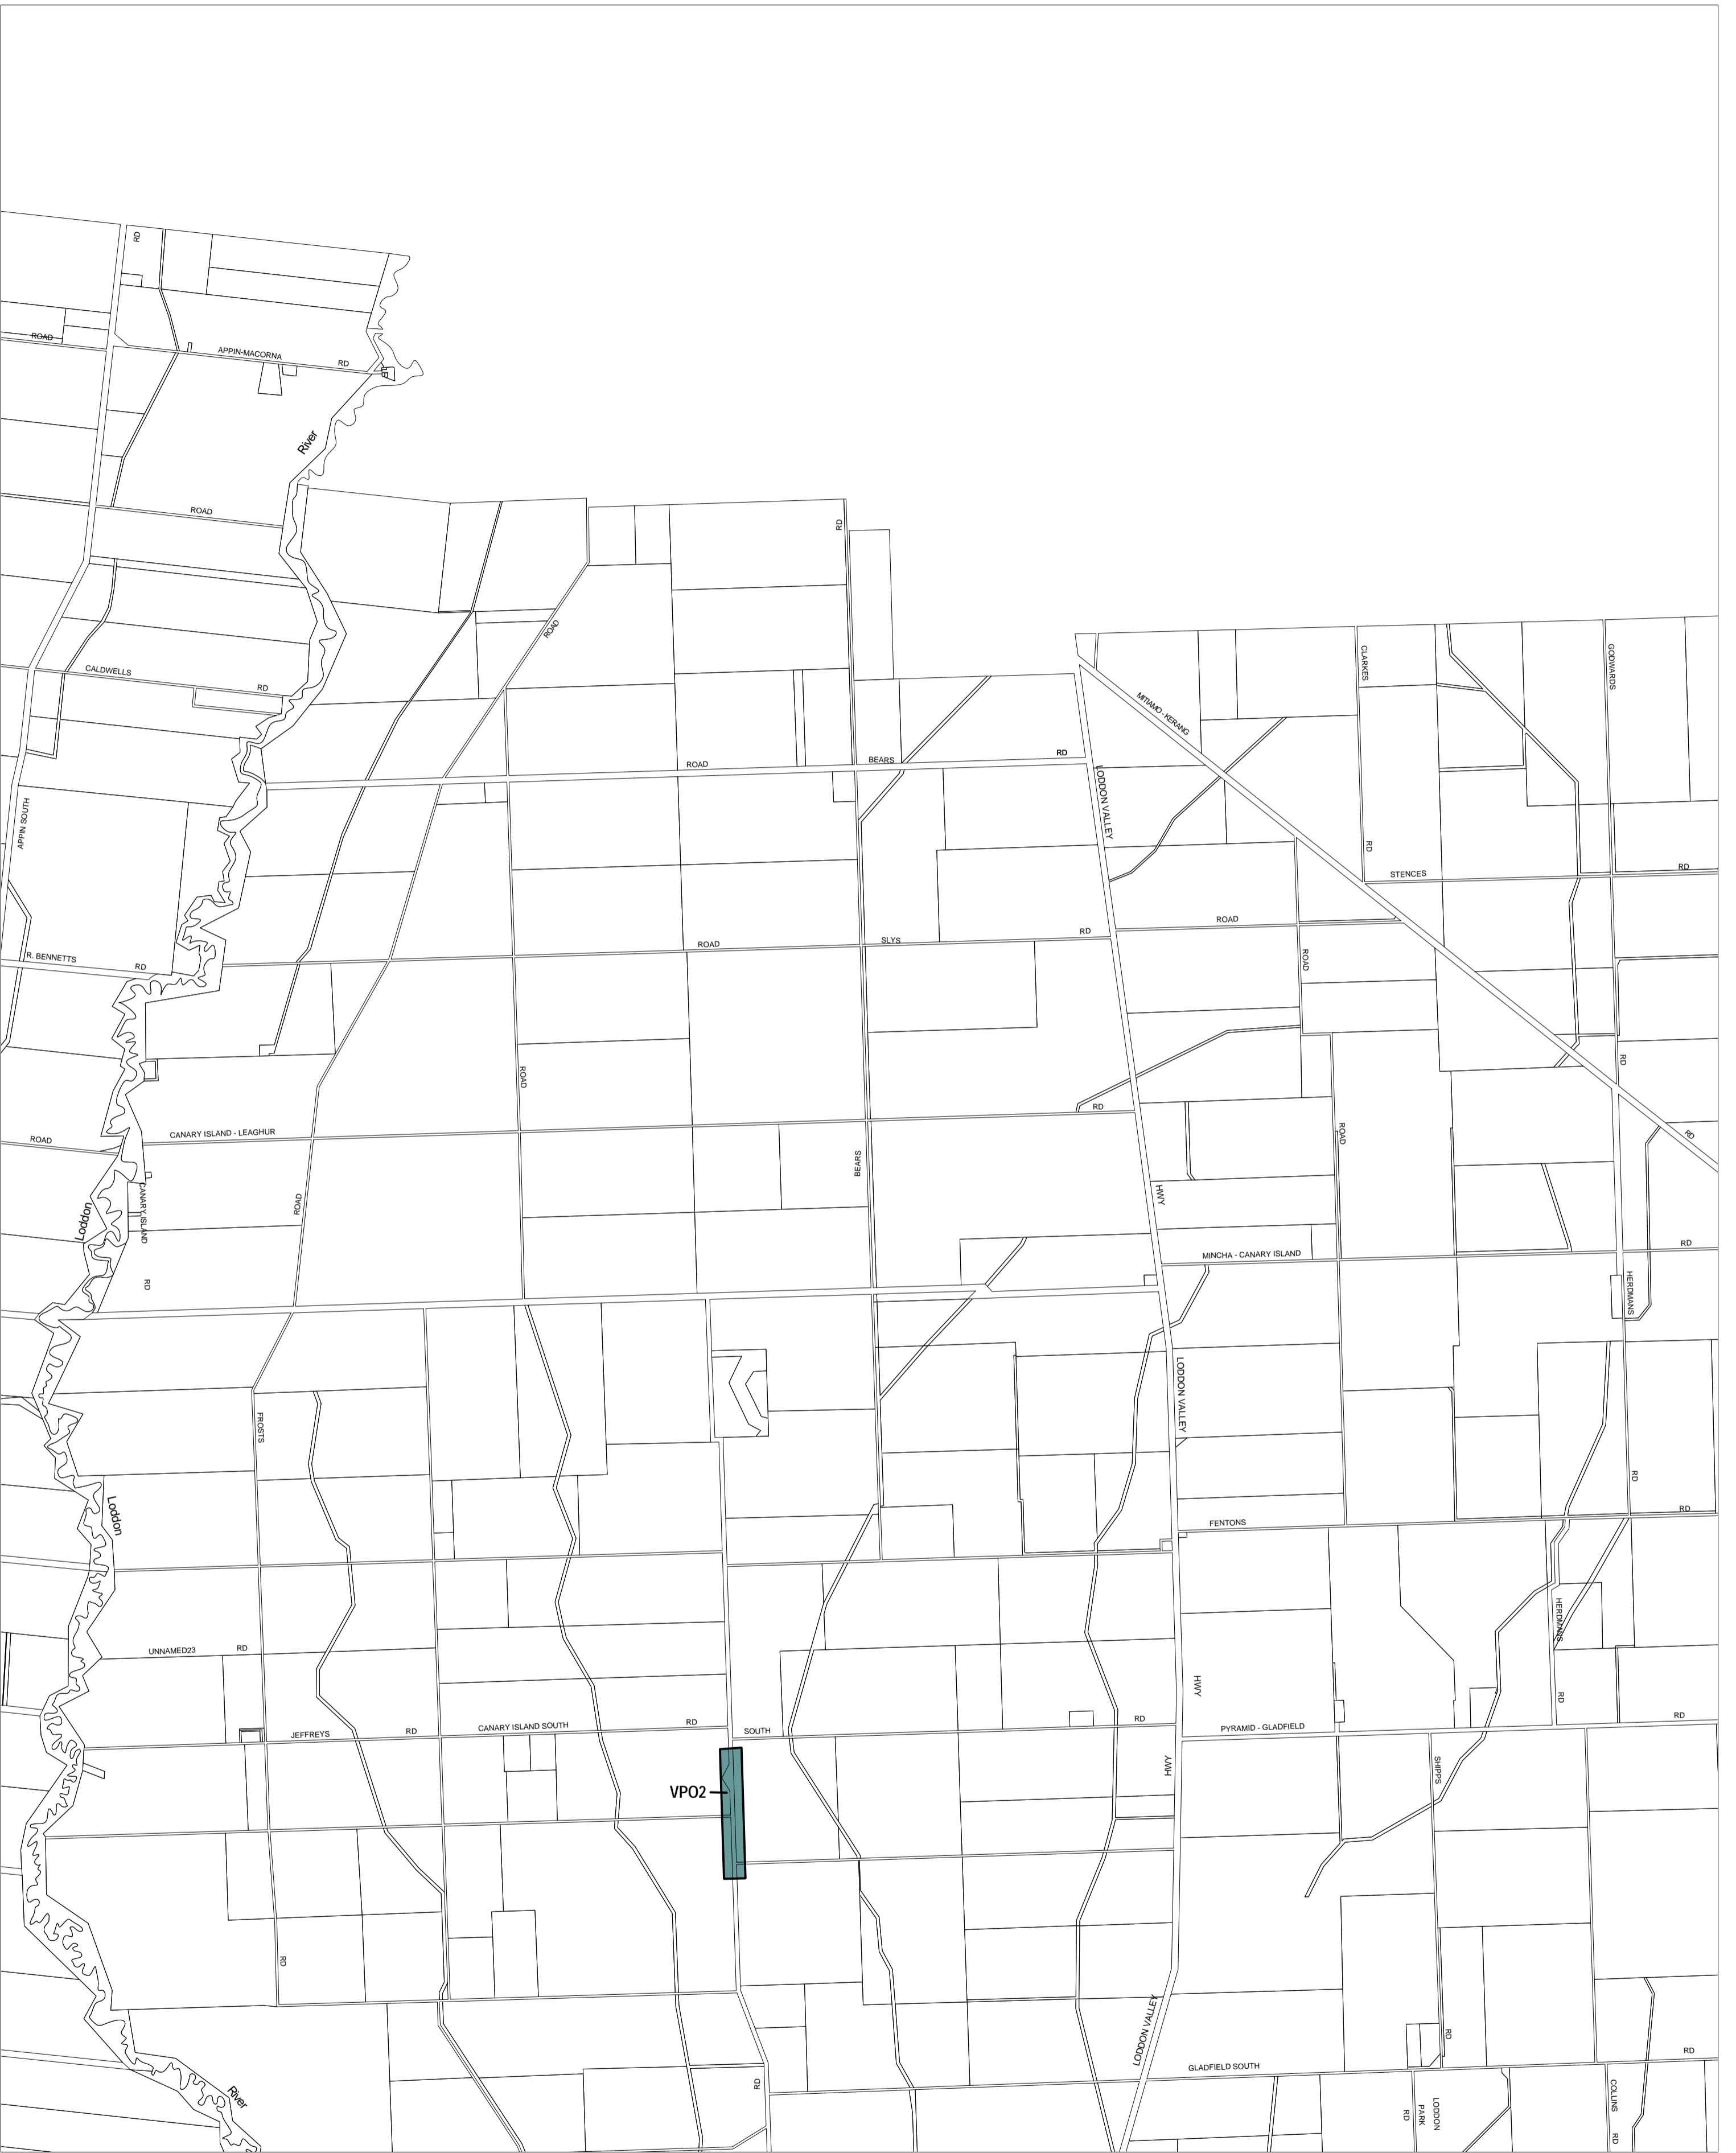 RD
ROAD
APPIN-MACORNA
RD
River
ROAD
RD
ROAD
CALDWELLS
RD
CLARKES
GODWARDS
MITIAMO - KERANG
ROAD
BEARS
RD
LODDON VALLEY
APPIN SOUTH
RD
STENCES
RD
ROAD
SLYS
RD
ROAD
ROAD
R. BENNETTS
RD
ROAD
RD
RD
ROAD
RD
CANARY ISLAND - LEAGHUR
ROAD
BEARS
HWY
CANARY ISLAND
ROAD
Loddon
RD
MINCHA - CANARY ISLAND
RD
HERDMANS
LODDON VALLEY
FROSTS
RD
Loddon
FENTONS
RD
HERDMANS
UNNAMED23
RD
HWY
RD
JEFFREYS
RD
CANARY ISLAND SOUTH
RD
SOUTH
RD
PYRAMID - GLADFIELD
RD
HWY
SHIPPS
VPO2
RD
LODDON VALLEY
RD
GLADFIELD SOUTH
RD
RD
River
RD
PARK
LODDON
COLLINS
RD